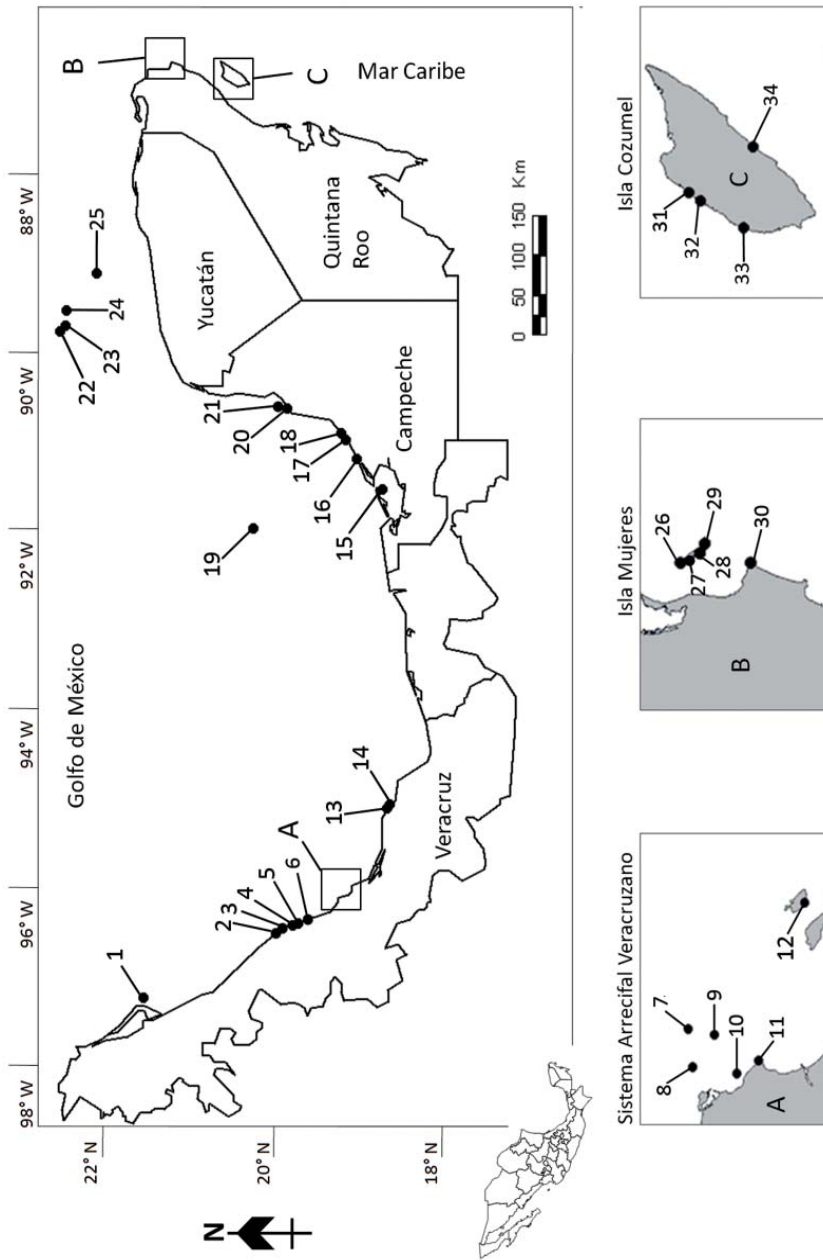 98° W
96° W
94° W
92° W
90° W
88° W
22° N
20° N
18° N
N
Golfo de México
Mar Caribe
Veracruz
Campeche
Yucatán
Quintana
Roo
0 50 100 150 Km
A
B
C
1
2
3
4
5
6
13
14
15
16
17
18
19
20
21
22
23
24
25
Sistema Arrecifal Veracruzano
7
8
9
10
11
12
A
Isla Mujeres
26
27
28
29
30
B
Isla Cozumel
31
32
33
34
C